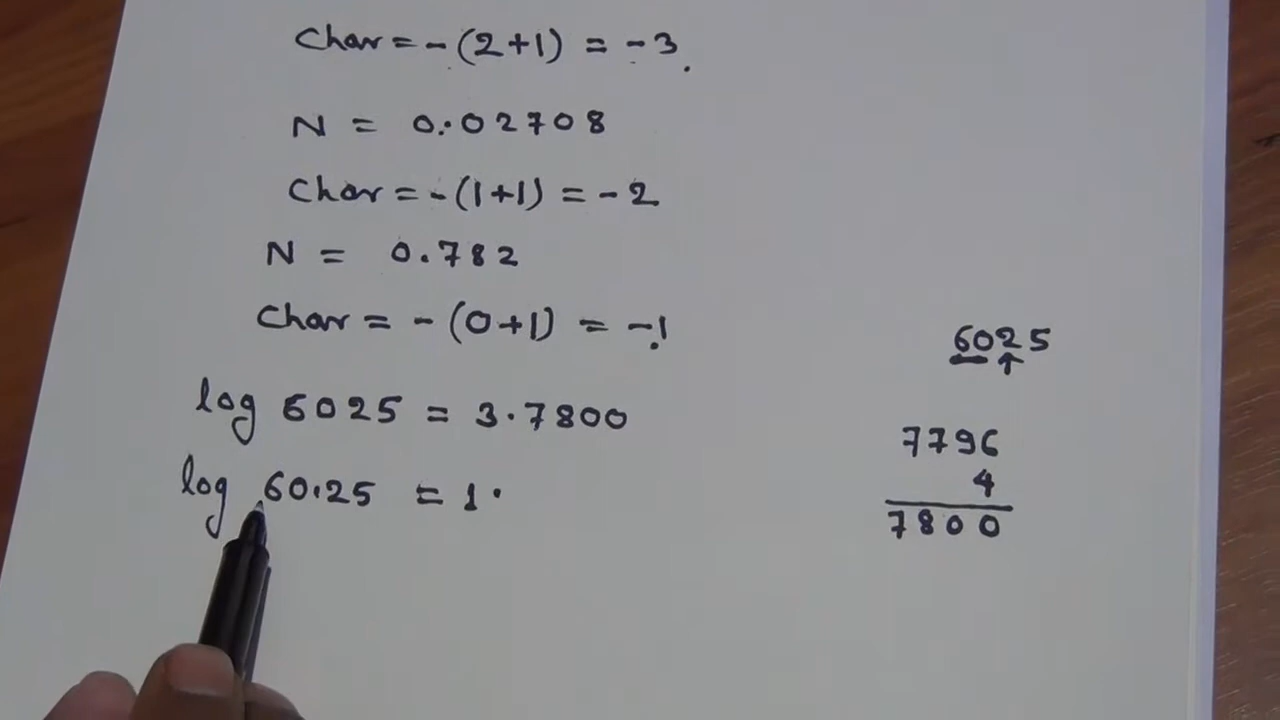 Char = -(2+1) = -3.
N = 0.02708
Char = -(1+1) = -2
N = 0.782
Char = -(0+1) = -1
log 6025 = 3.7800
log 60.25 = 1.
6025
7796
4
7800